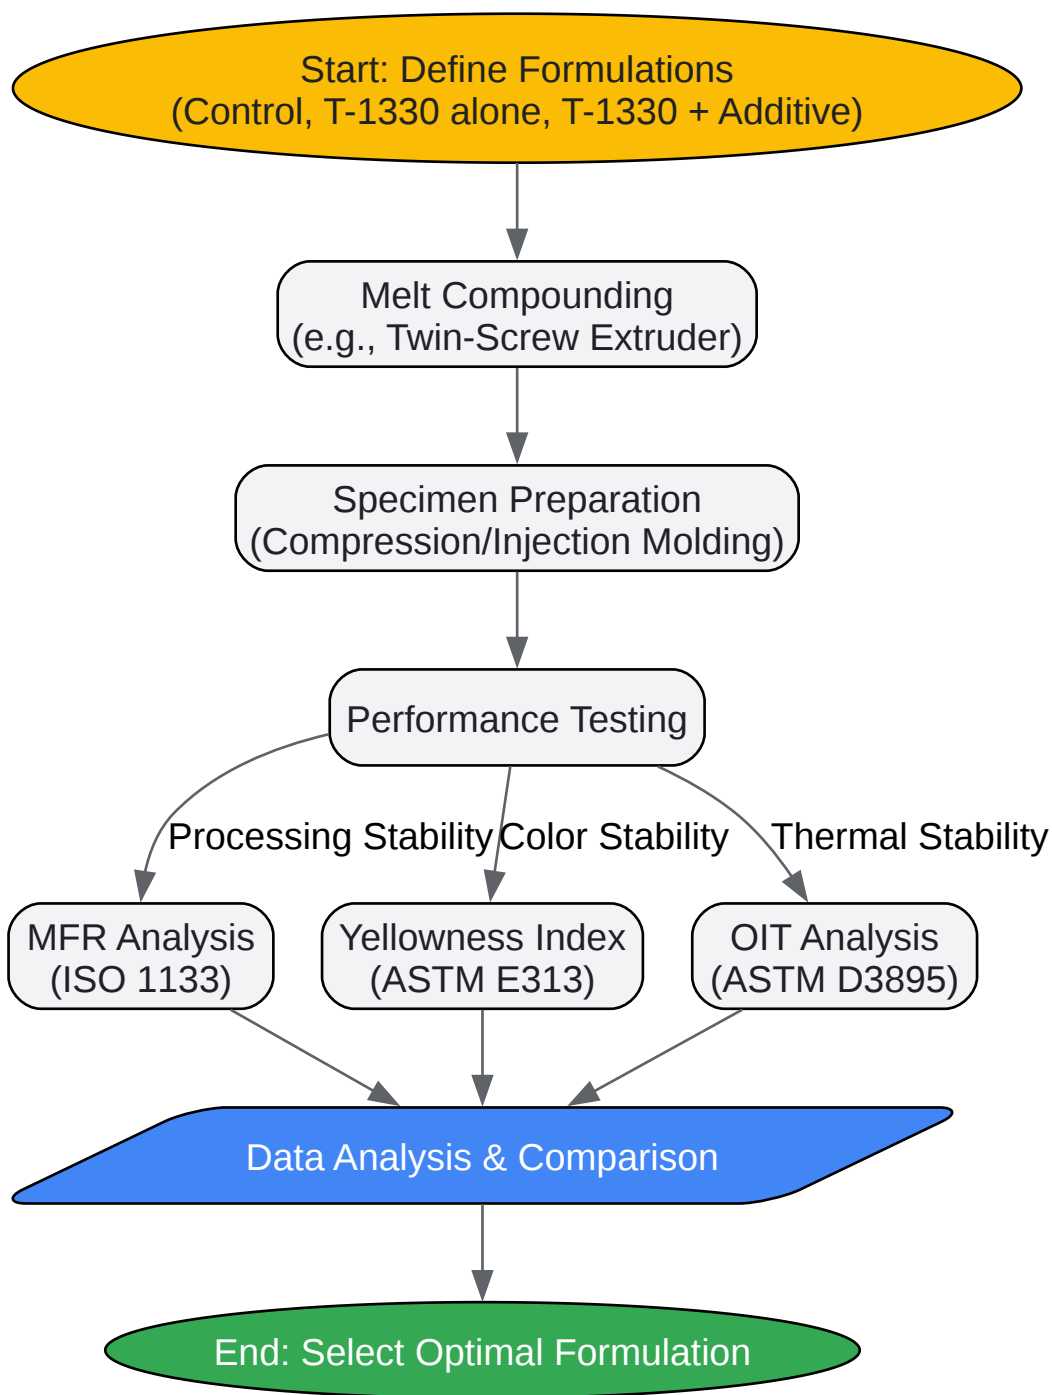 Start: Define Formulations
(Control, T-1330 alone, T-1330 + Additive)
Melt Compounding
(e.g., Twin-Screw Extruder)
Specimen Preparation
(Compression/Injection Molding)
Performance Testing
Processing Stability
Color Stability
Thermal Stability
MFR Analysis
(ISO 1133)
Yellowness Index
(ASTM E313)
OIT Analysis
(ASTM D3895)
Data Analysis & Comparison
End: Select Optimal Formulation